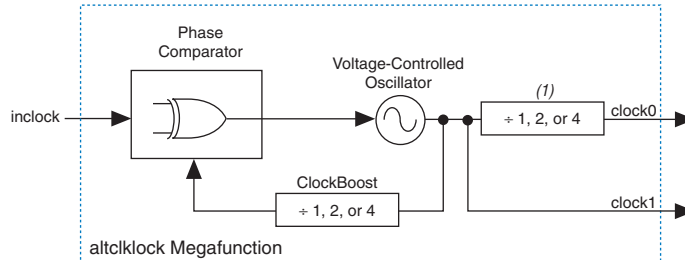 Phase
Comparator
Voltage-Controlled
Oscillator
(1)
inclock
÷ 1, 2, or 4
clock0
ClockBoost
÷ 1, 2, or 4
clock1
altclklock Megafunction